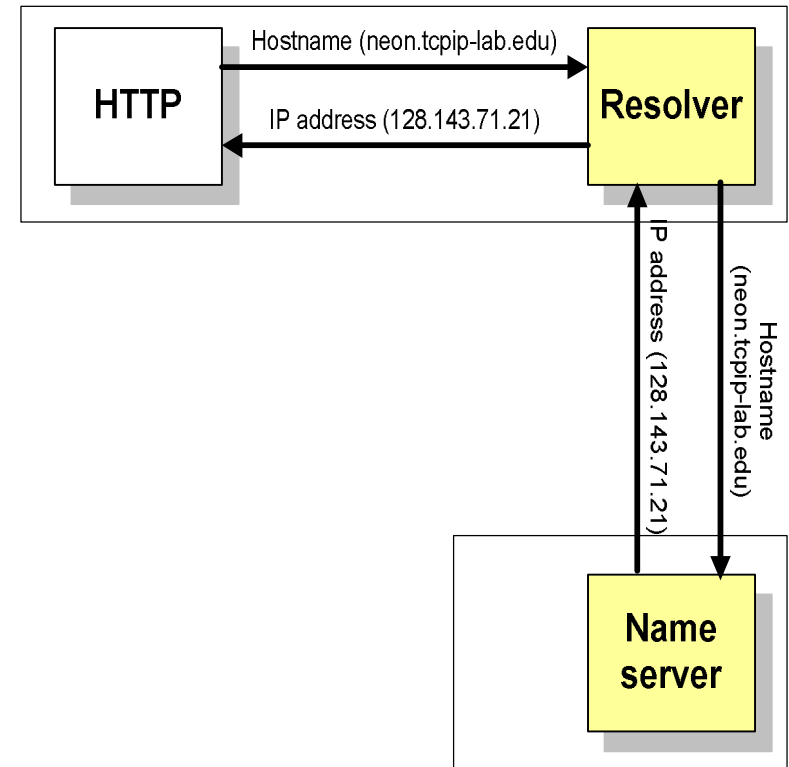 Hostname (neon.tcpip-lab.edu)
HTTP
Resolver
IP address (128.143.71.21)
IP address (128.143.71.21)
Hostname
(neon.tcpip-lab.edu)
Name
server